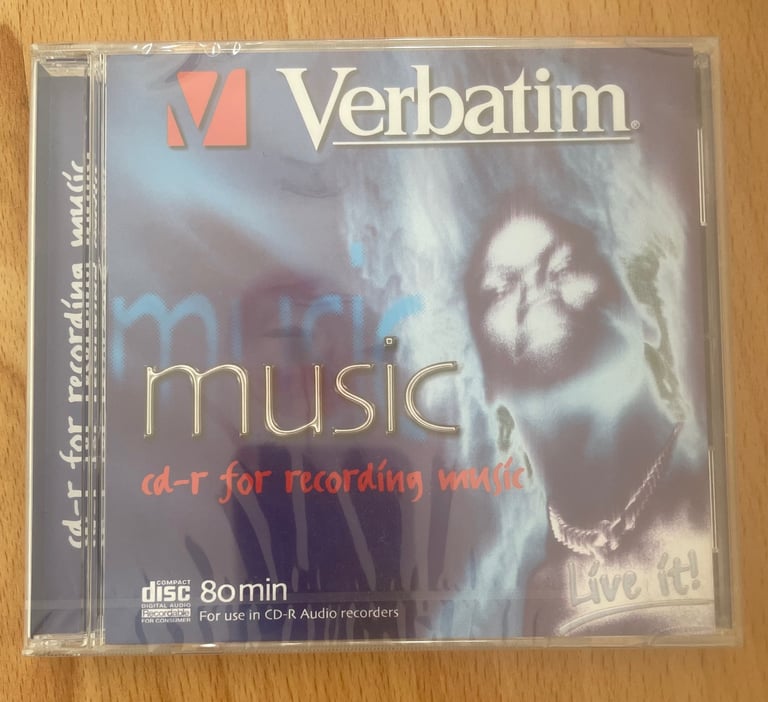 Verbatim®
music
music
cd-r for recording music
COMPACT
disc
DIGITAL AUDIO
Recordable
FOR CONSUMER
80min
For use in CD-R Audio recorders
Live it!
cd-r for recording music